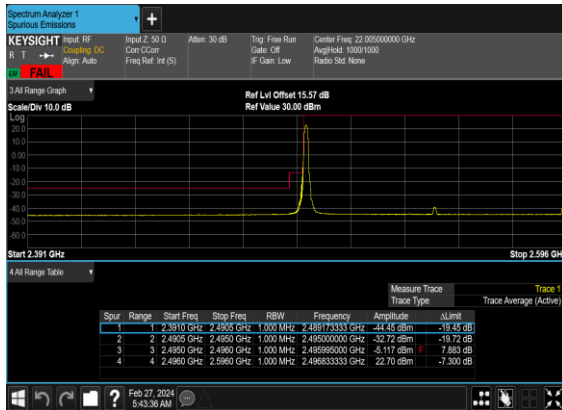 Spectrum Analyzer 1
Spurious Emissions
KEYSIGHT
R T
LXI
FAIL
Input: RF
Coupling: DC
Align: Auto
Input Z: 50 Ω
Corr CCorr
Freq Ref: Int (S)
Atten: 30 dB
Trig: Free Run
Gate: Off
IF Gain: Low
Center Freq: 22.005000000 GHz
Avg|Hold: 1000/1000
Radio Std: None
3 All Range Graph
Scale/Div 10.0 dB
Ref Lvl Offset 15.57 dB
Ref Value 30.00 dBm
Log
20.0
10.0
0.00
-10.0
-20.0
-30.0
-40.0
-50.0
-60.0
Start 2.391 GHz
Stop 2.596 GH
4 All Range Table
Measure Trace Trace 1
Trace Type Trace Average (Active)
Spur Range Start Freq Stop Freq RBW Frequency Amplitude ΔLimit
1 1 2.3910 GHz 2.4905 GHz 1.000 MHz 2.489173333 GHz -44.45 dBm -19.45 dB
2 2 2.4905 GHz 2.4950 GHz 1.000 MHz 2.495000000 GHz -32.72 dBm -19.72 dB
3 3 2.4950 GHz 2.4960 GHz 1.000 MHz 2.495995000 GHz -5.117 dBm F 7.883 dB
4 4 2.4960 GHz 2.5960 GHz 1.000 MHz 2.496833333 GHz 22.70 dBm -7.300 dB
Feb 27, 2024
5:43:36 AM